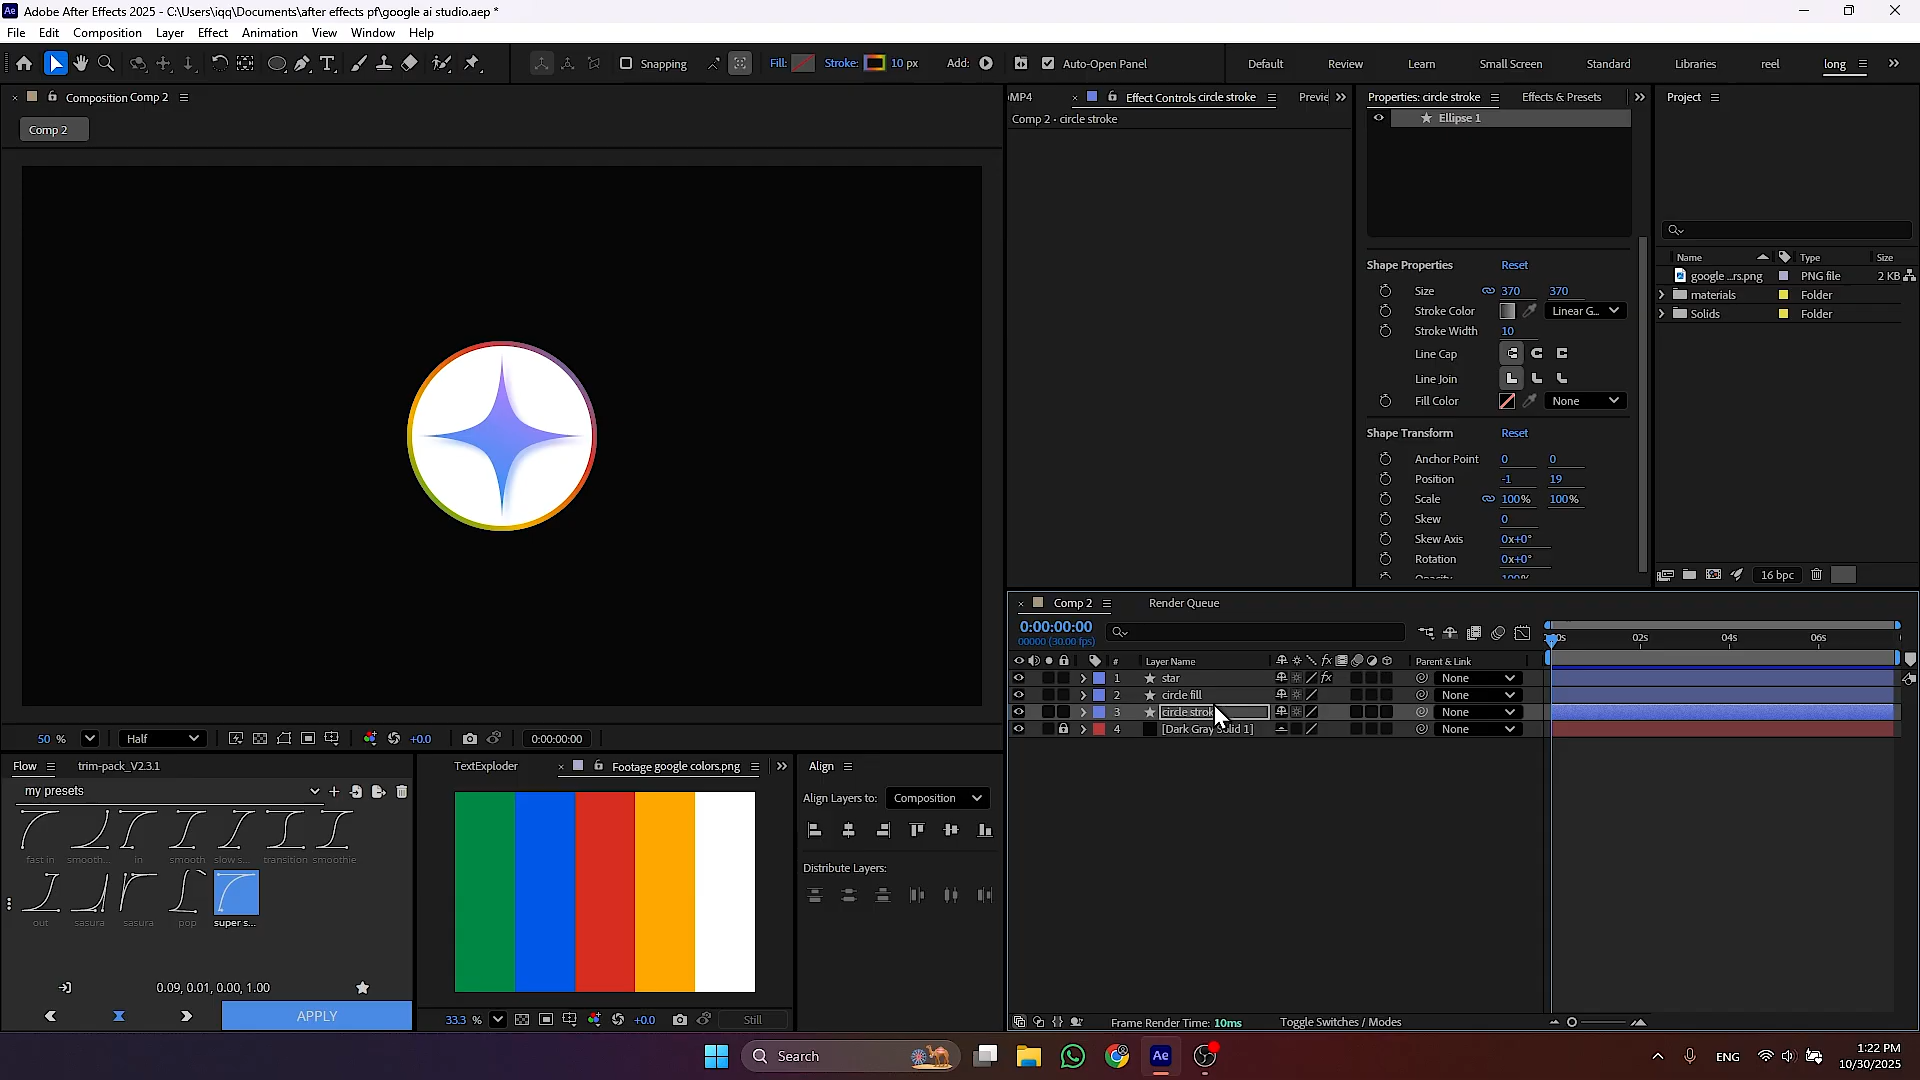 Adobe After Effects 2025 - C:\Users\iqq\Documents\after effects pf\google ai studio.aep *
File Edit Composition Layer Effect Animation View Window Help
Snapping Fill: Stroke: 10 px Add: Auto-Open Panel Default Review Learn Small Screen Standard Libraries reel long
Composition Comp 2
Comp 2
MP4 Effect Controls circle stroke Previe
Comp 2 • circle stroke
Properties: circle stroke Effects & Presets
Ellipse 1
Shape Properties Reset
Size 370 370
Stroke Color Linear G...
Stroke Width 10
Line Cap
Line Join
Fill Color None
Shape Transform Reset
Anchor Point 0 0
Position -1 19
Scale 100% 100%
Skew 0
Skew Axis 0x+0°
Rotation 0x+0°
Opacity 100%
Project
Name Type Size
google ...rs.png PNG file 2 KB
materials Folder
Solids Folder
16 bpc
50 % Half +0.0 0:00:00:00
Comp 2 Render Queue
0:00:00:00
00000 (30.00 fps)
02s 04s 06s
# Layer Name Parent & Link
1 star None
2 circle fill None
3 circle strok None
4 [Dark Gray Solid 1] None
Frame Render Time: 10ms Toggle Switches / Modes
Flow trim-pack_V2.3.1
my presets
fast in smooth... in smooth slow s... transition smoothie
out sasura sasura pop super s...
0.09, 0.01, 0.00, 1.00
APPLY
TextExploder Footage google colors.png
33.3 % +0.0 Still
Align
Align Layers to: Composition
Distribute Layers:
Search
ENG
1:22 PM
10/30/2025